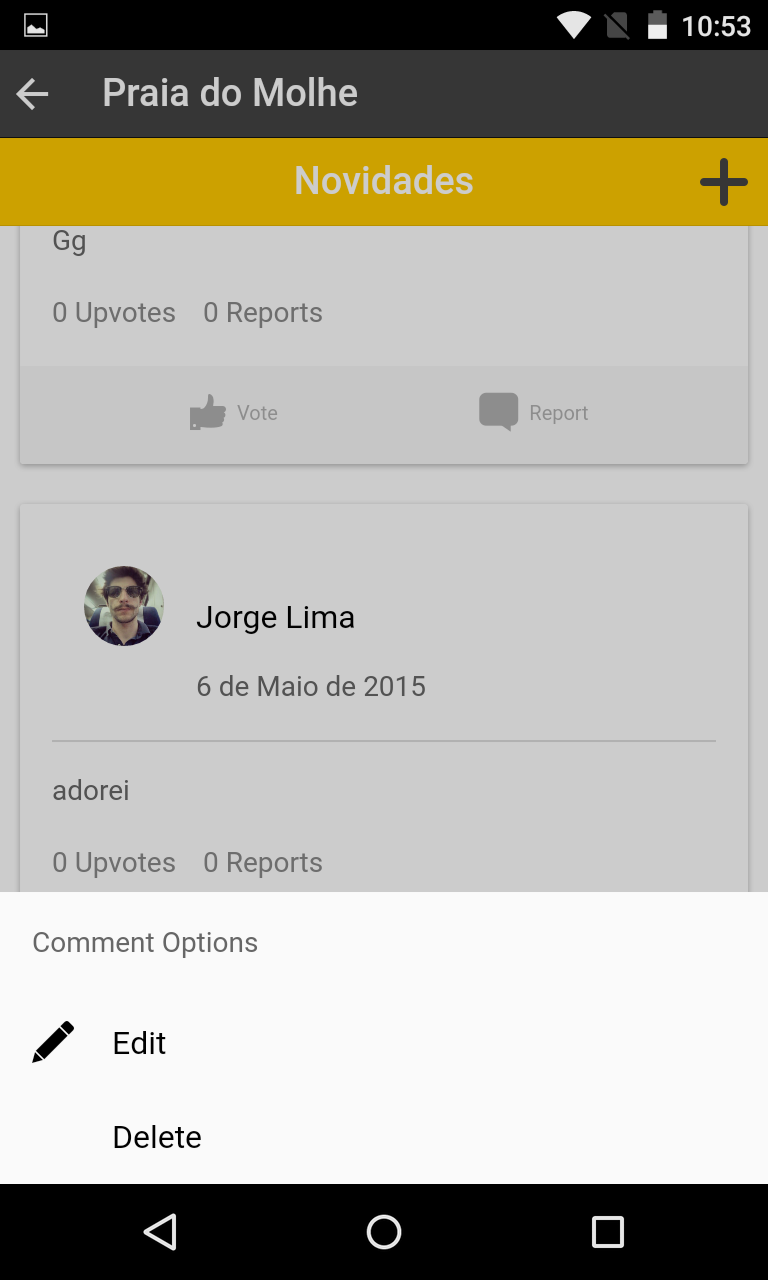 10:53
Praia do Molhe
Novidades
Gg
0 Upvotes 0 Reports
Vote Report
Jorge Lima
6 de Maio de 2015
adorei
0 Upvotes 0 Reports
Comment Options
Edit
Delete